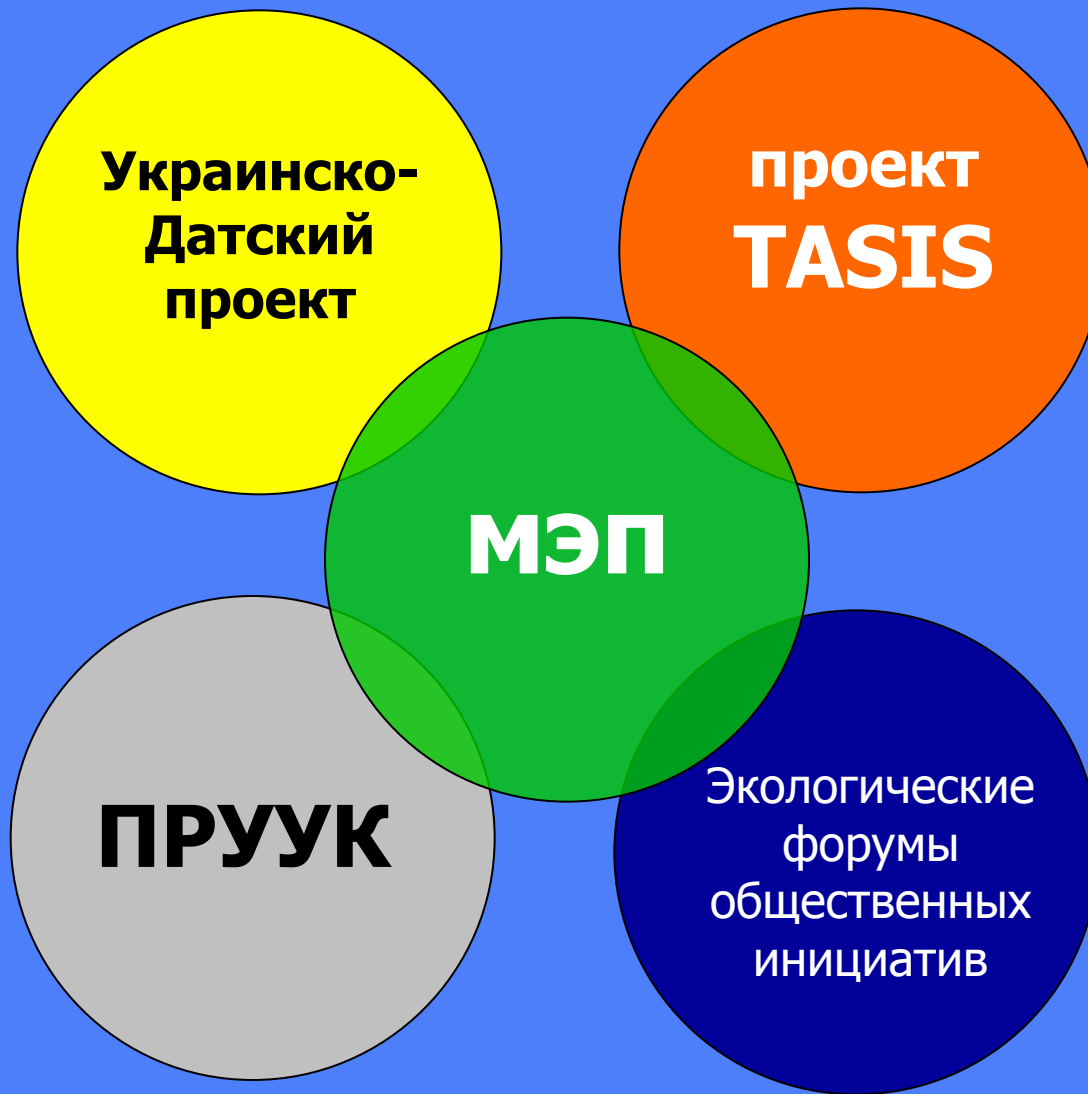 Украинско-
Датский
проект
проект
TASIS
МЭП
ПРУУК
Экологические
форумы
общественных
инициатив